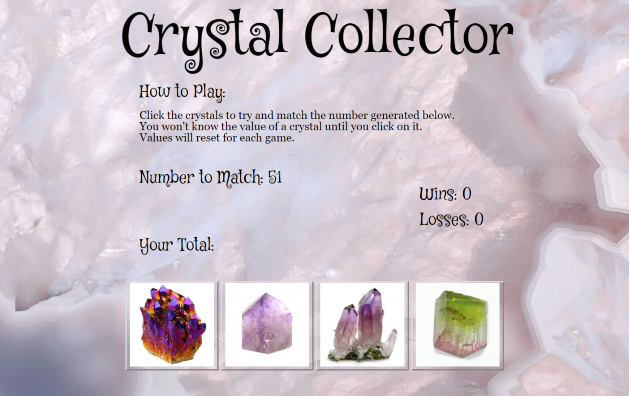 Crystal Collector
How to Play:
Click the crystals to try and match the number generated below.
You won't know the value of a crystal until you click on it.
Values will reset for each game.
Number to Match: 51
Wins: 0
Losses: 0
Your Total: